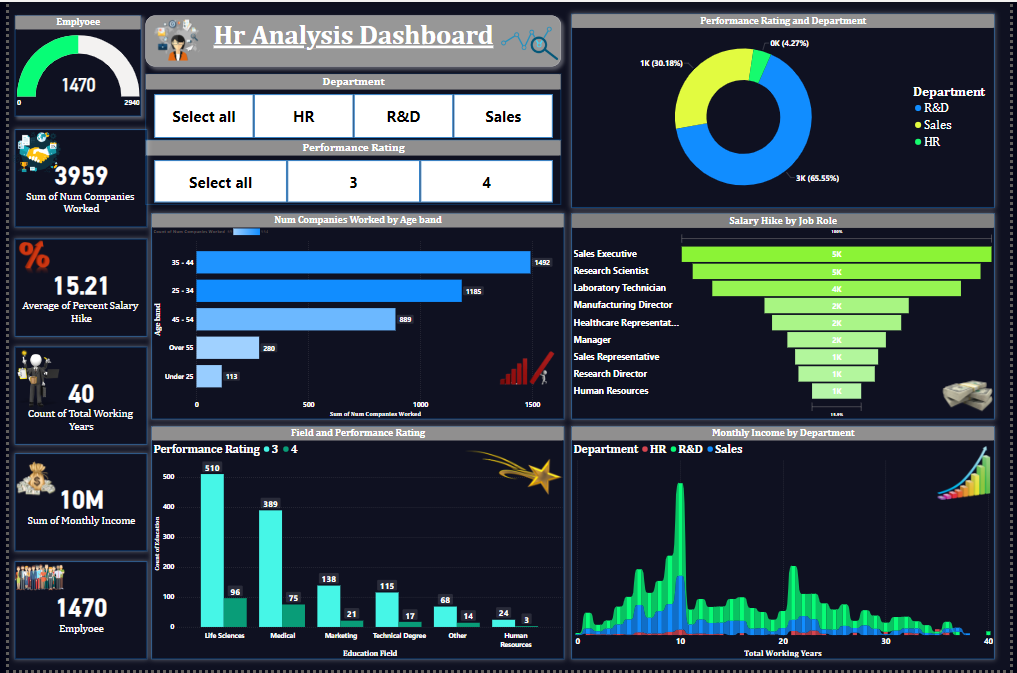 Emplyoee
1470
0
2940
Hr Analysis Dashboard
Department
Select all
HR
R&D
Sales
Performance Rating
Select all
3
4
Performance Rating and Department
0K (4.27%)
1K (30.18%)
3K (65.55%)
Department
R&D
Sales
HR
3959
Sum of Num Companies
Worked
15.21
Average of Percent Salary
Hike
40
Count of Total Working
Years
10M
Sum of Monthly Income
1470
Emplyoee
Num Companies Worked by Age band
Count of Num Companies Worked
Age band
35 - 44
1492
25 - 34
1185
45 - 54
889
Over 55
280
Under 25
113
0
500
1000
1500
Sum of Num Companies Worked
Salary Hike by Job Role
100%
Sales Executive
5K
Research Scientist
5K
Laboratory Technician
4K
Manufacturing Director
2K
Healthcare Representat...
2K
Manager
2K
Sales Representative
1K
Research Director
1K
Human Resources
1K
Field and Performance Rating
Performance Rating 3 4
Count of Education
500
400
300
200
100
0
510
96
389
75
138
21
115
17
68
14
24
3
Life Sciences
Medical
Marketing
Technical Degree
Other
Human
Resources
Education Field
Monthly Income by Department
Department HR R&D Sales
0
10
20
30
40
Total Working Years